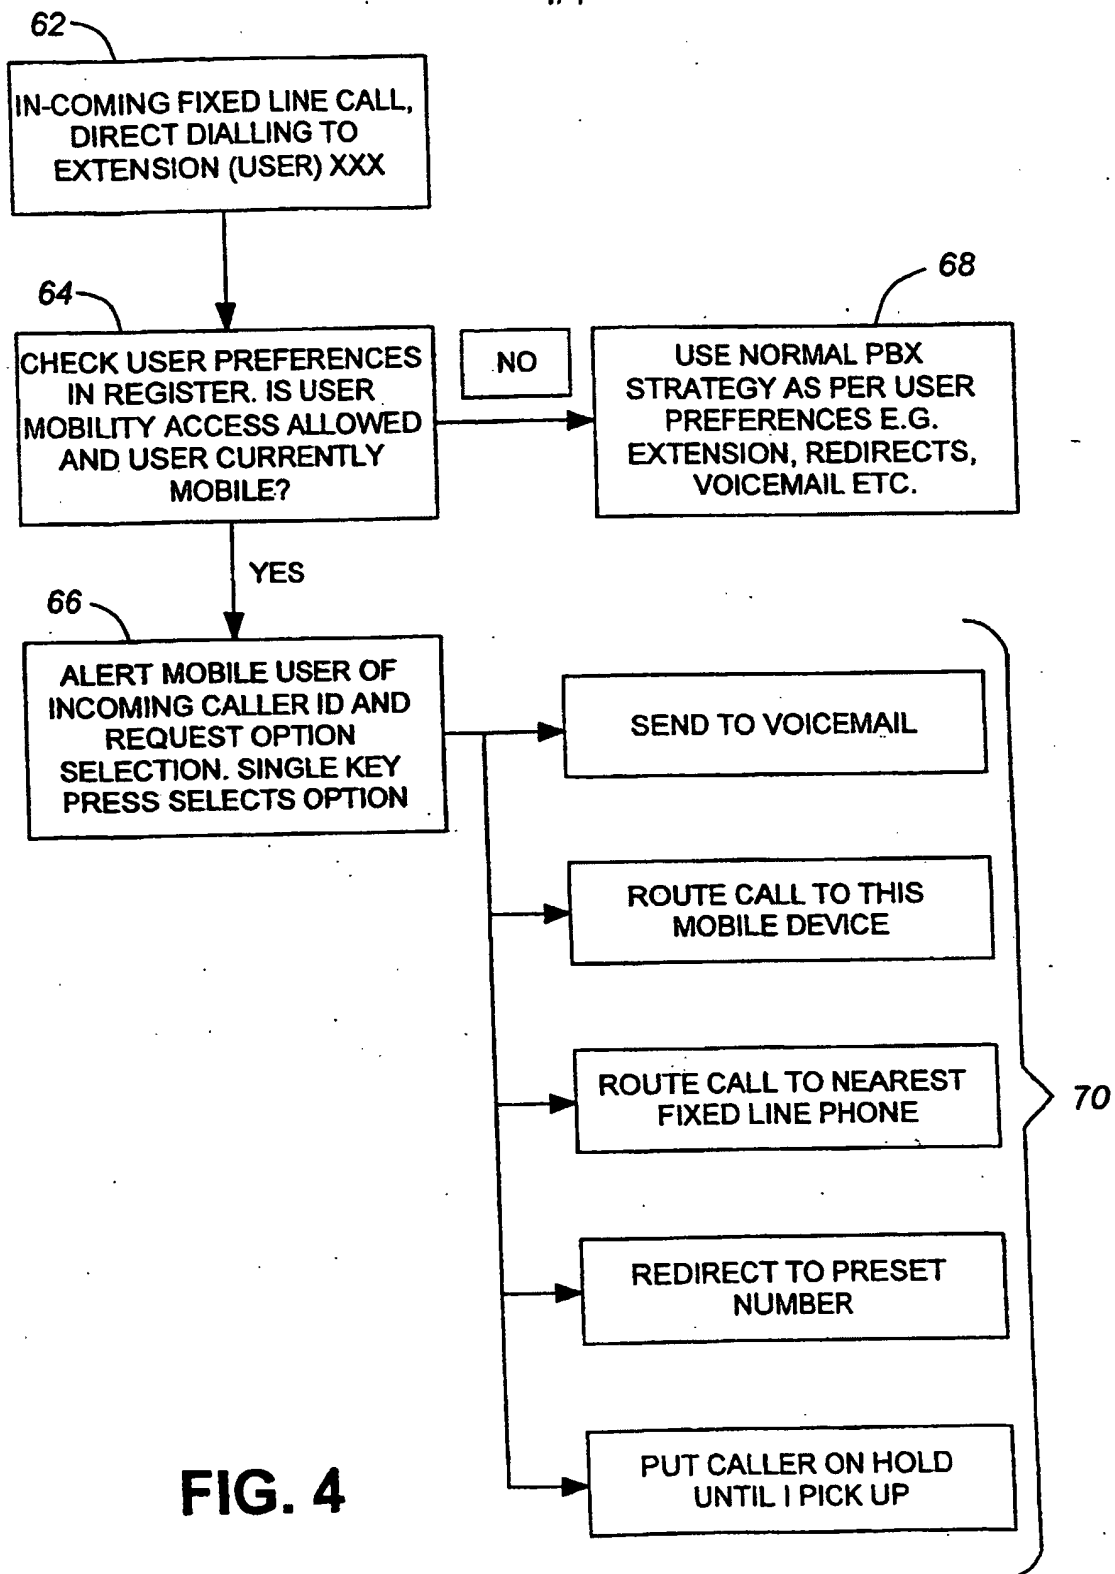 62
IN-COMING FIXED LINE CALL,
DIRECT DIALLING TO
EXTENSION (USER) XXX
64
CHECK USER PREFERENCES
IN REGISTER. IS USER
MOBILITY ACCESS ALLOWED
AND USER CURRENTLY
MOBILE?
NO
68
USE NORMAL PBX
STRATEGY AS PER USER
PREFERENCES E.G.
EXTENSION, REDIRECTS,
VOICEMAIL ETC.
YES
66
ALERT MOBILE USER OF
INCOMING CALLER ID AND
REQUEST OPTION
SELECTION. SINGLE KEY
PRESS SELECTS OPTION
SEND TO VOICEMAIL
ROUTE CALL TO THIS
MOBILE DEVICE
ROUTE CALL TO NEAREST
FIXED LINE PHONE
70
REDIRECT TO PRESET
NUMBER
PUT CALLER ON HOLD
UNTIL I PICK UP
FIG. 4